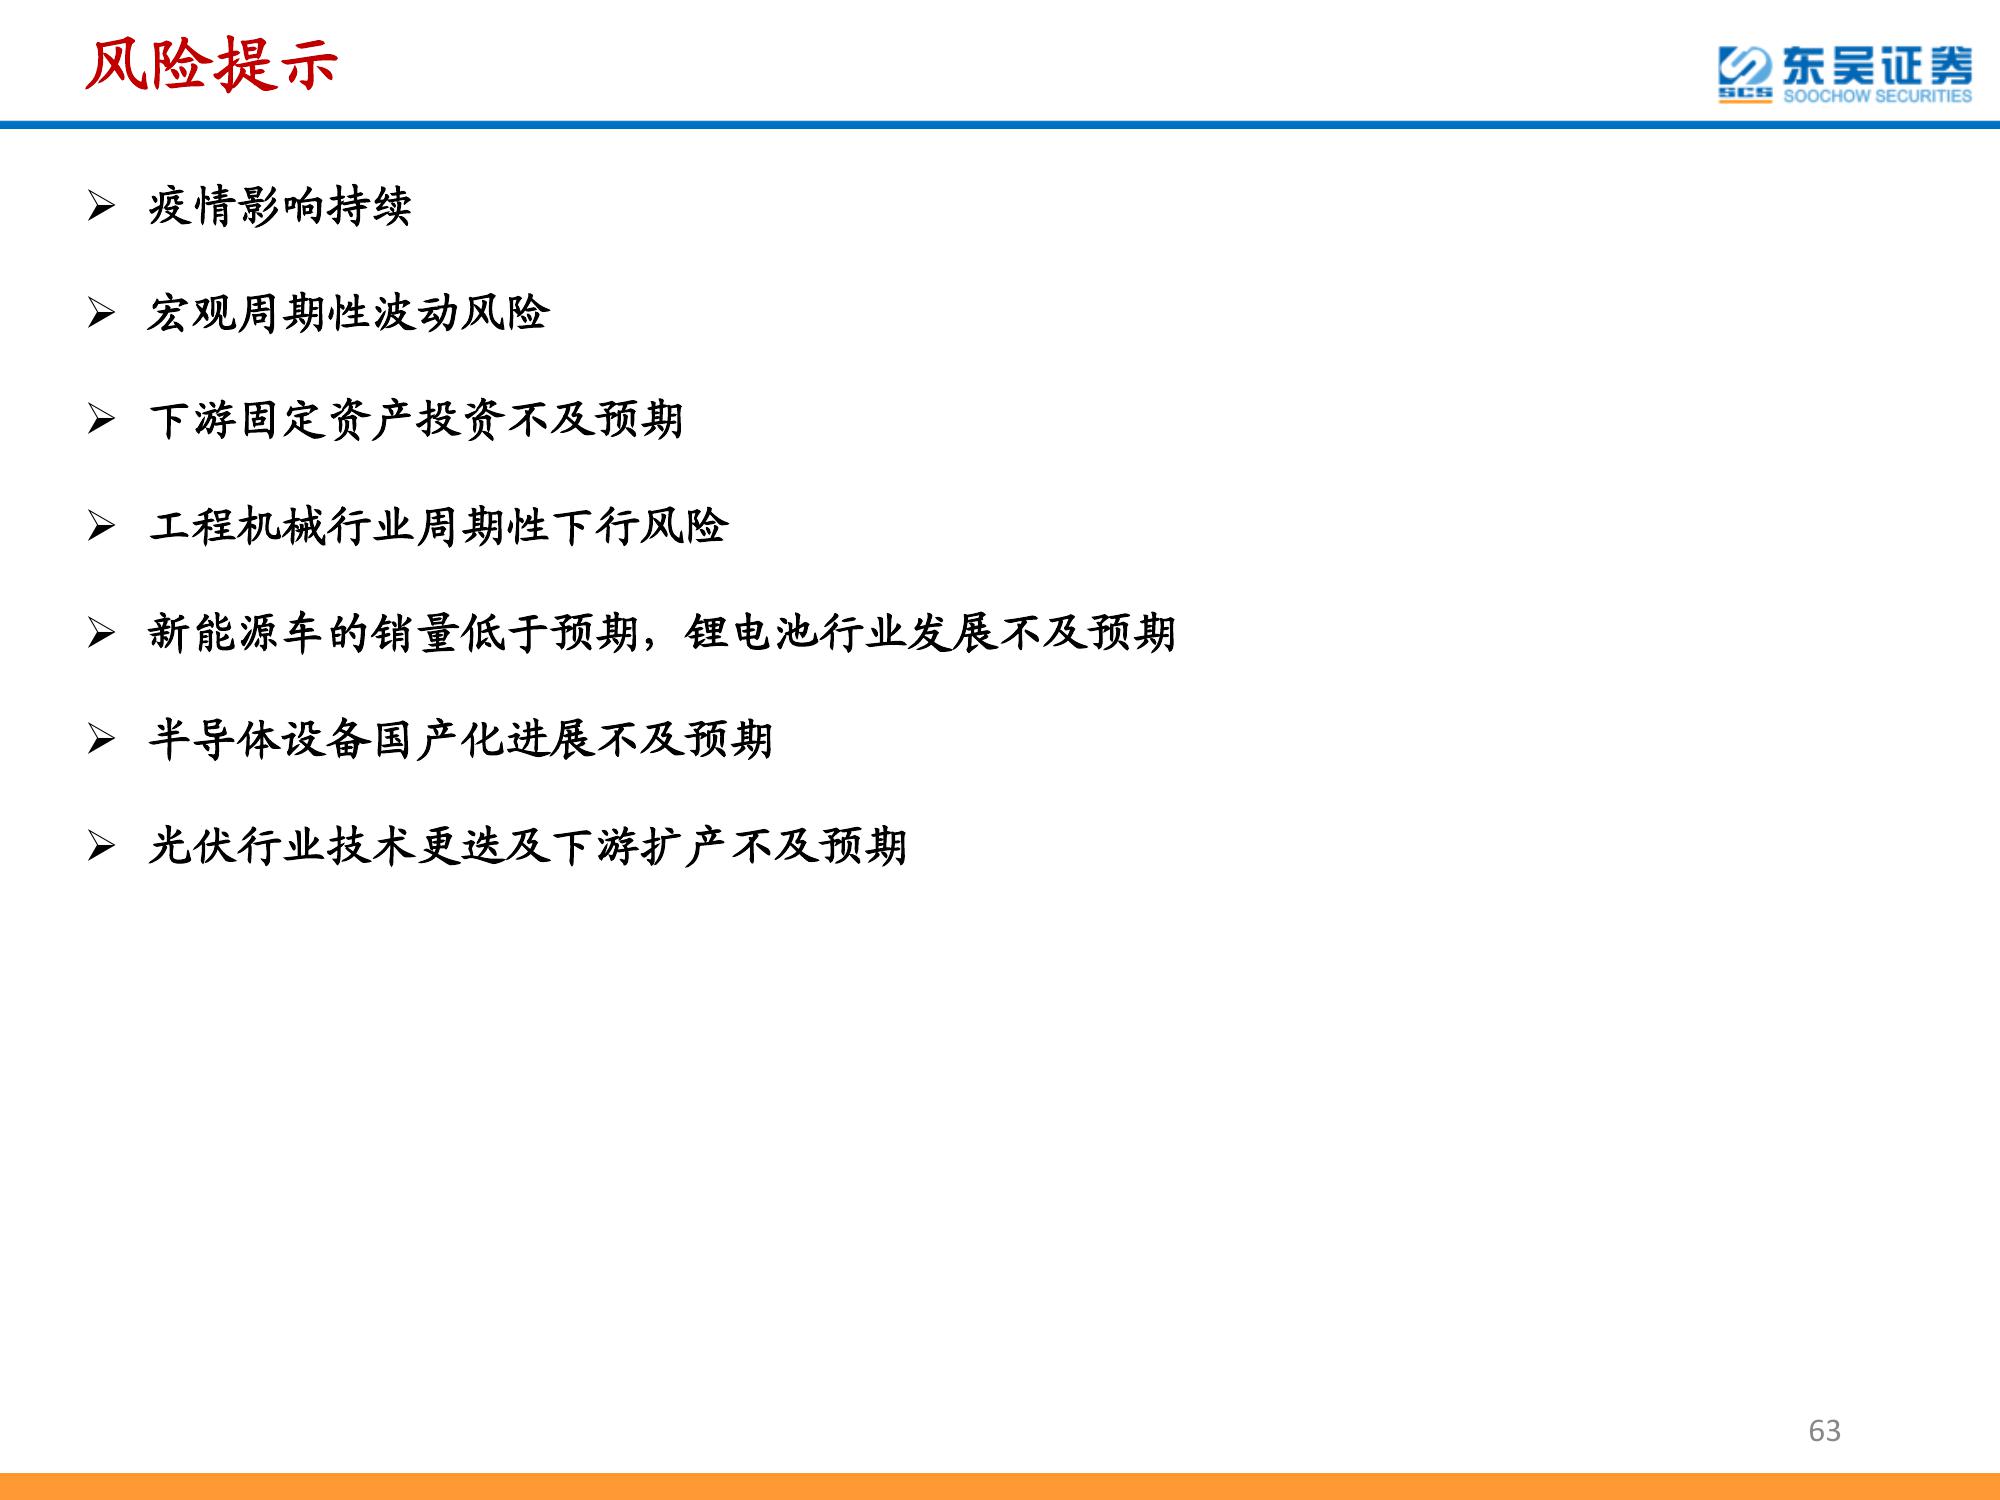 风险提示
东吴证券
SCS
SOOCHOW SECURITIES
疫情影响持续
宏观周期性波动风险
下游固定资产投资不及预期
工程机械行业周期性下行风险
新能源车的销量低于预期，锂电池行业发展不及预期
半导体设备国产化进展不及预期
光伏行业技术更迭及下游扩产不及预期
63